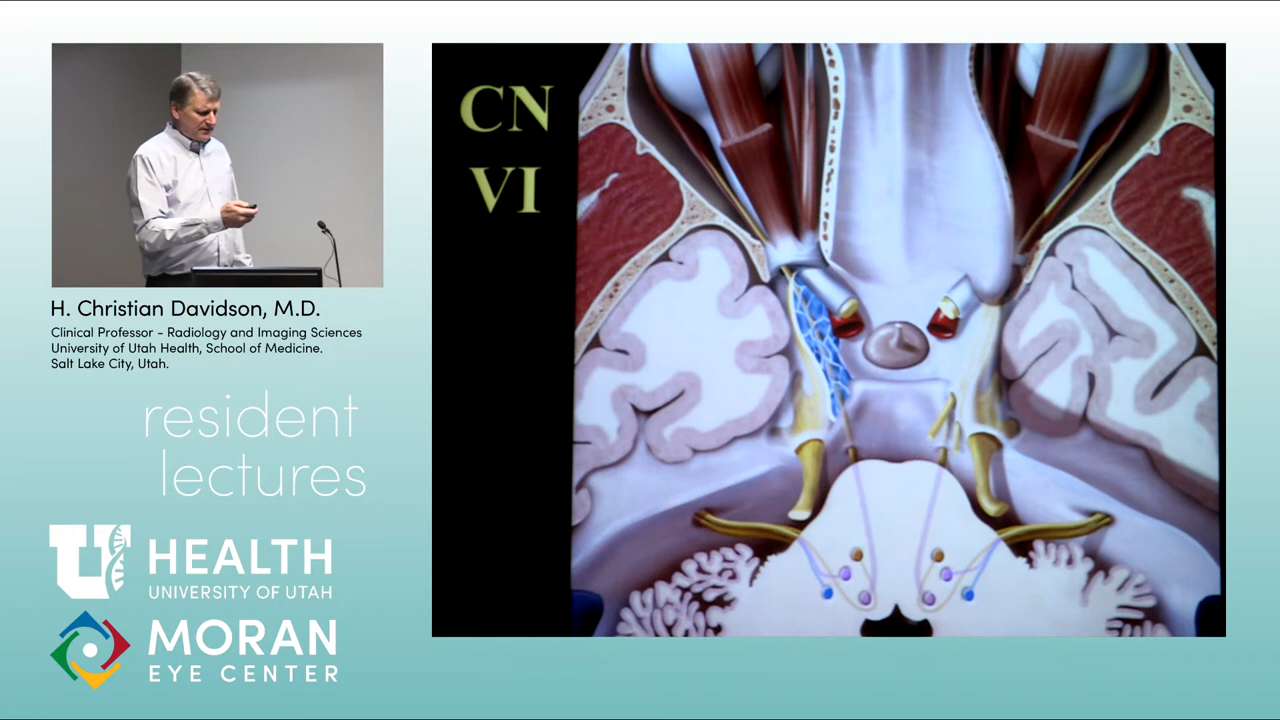 CN
VI
H. Christian Davidson, M.D.
Clinical Professor - Radiology and Imaging Sciences
University of Utah Health, School of Medicine.
Salt Lake City, Utah.
resident
lectures
U HEALTH
UNIVERSITY OF UTAH
MORAN
EYE CENTER